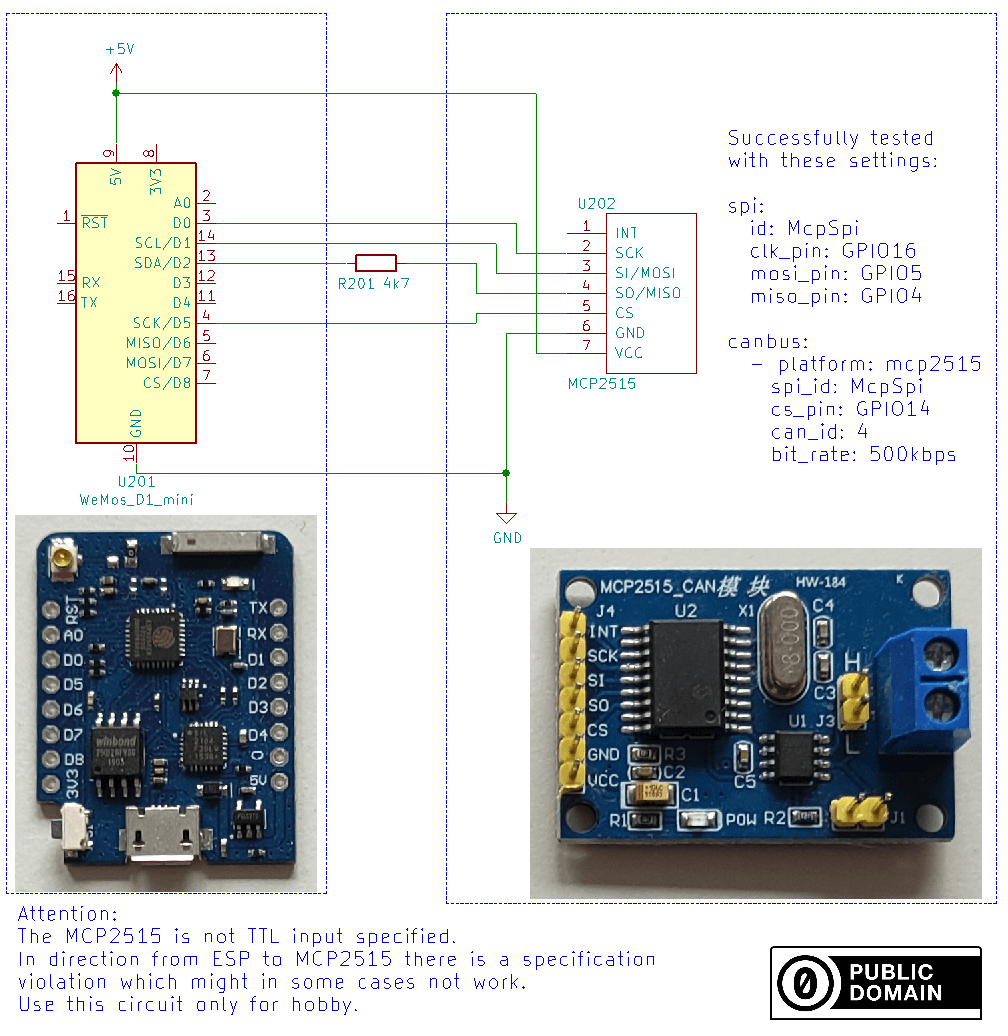 +5V
9
8
5V
3V3
A0
2
1
RST
D0
3
SCL/D1
14
SDA/D2
13
R201 4k7
15
RX
D3
12
16
TX
D4
11
SCK/D5
4
MISO/D6
5
MOSI/D7
6
CS/D8
7
GND
10
U201
WeMos_D1_mini
U202
1
INT
2
SCK
3
SI/MOSI
4
SO/MISO
5
CS
6
GND
7
VCC
MCP2515
GND
Successfully tested
with these settings:
spi:
id: McpSpi
clk_pin: GPIO16
mosi_pin: GPIO5
miso_pin: GPIO4
canbus:
- platform: mcp2515
spi_id: McpSpi
cs_pin: GPIO14
can_id: 4
bit_rate: 500kbps
RST
A0
D0
D5
D6
D7
D8
3V3
TX
RX
D1
D2
D3
D4
G
5V
winbond
MCP2515_CAN模块
HW-184
K
J4
U2
X1
C4
INT
SCK
SI
SO
CS
GND
VCC
8.000
H
C3
U1
J3
L
R3
C2
C5
C1
R1
POW
R2
J1
Attention:
The MCP2515 is not TTL input specified.
In direction from ESP to MCP2515 there is a specification
violation which might in some cases not work.
Use this circuit only for hobby.
0
PUBLIC
DOMAIN